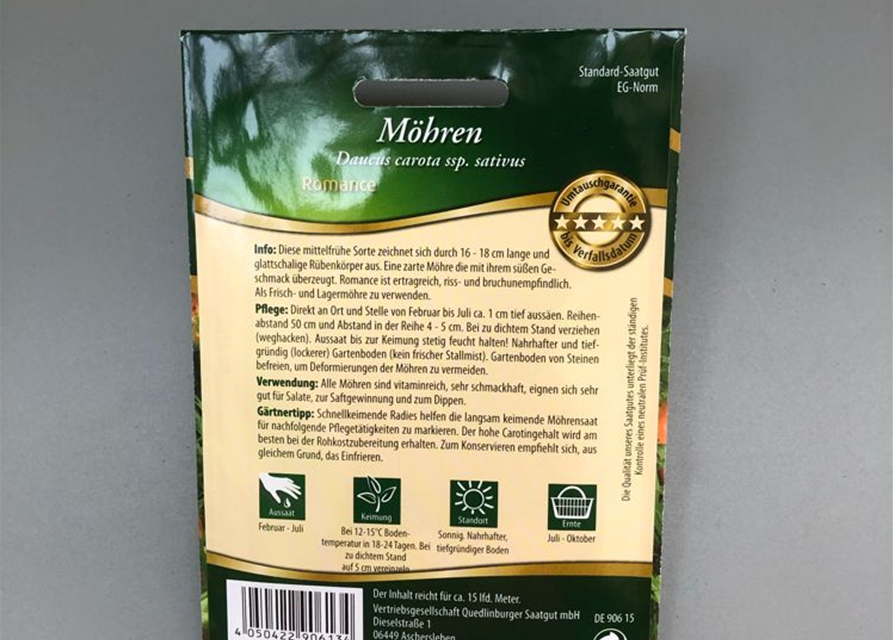 Standard-Saatgut
EG-Norm
Möhren
Daucus carota ssp. sativus
Romance
Umtauschgarantie
bis Verfallsdatum
Info: Diese mittelfrühe Sorte zeichnet sich durch 16 - 18 cm lange und
glattschalige Rübenkörper aus. Eine zarte Möhre die mit ihrem süßen Ge-
schmack überzeugt. Romance ist ertragreich, riss- und bruchunempfindlich.
Als Frisch- und Lagermöhre zu verwenden.
Pflege: Direkt an Ort und Stelle von Februar bis Juli ca. 1 cm tief aussäen. Reihen-
abstand 50 cm und Abstand in der Reihe 4 - 5 cm. Bei zu dichtem Stand verziehen
(weghacken). Aussaat bis zur Keimung stetig feucht halten! Nahrhafter und tief-
gründig (lockerer) Gartenboden (kein frischer Stallmist). Gartenboden von Steinen
befreien, um Deformierungen der Möhren zu vermeiden.
Verwendung: Alle Möhren sind vitaminreich, sehr schmackhaft, eignen sich sehr
gut für Salate, zur Saftgewinnung und zum Dippen.
Gärtnertipp: Schnellkeimende Radies helfen die langsam keimende Möhrensaat
für nachfolgende Pflegetätigkeiten zu markieren. Der hohe Carotingehalt wird am
besten bei der Rohkostzubereitung erhalten. Zum Konservieren empfiehlt sich, aus
gleichem Grund, das Einfrieren.
Die Qualität unseres Saatgutes unterliegt der ständigen
Kontrolle eines neutralen Prüf-Institutes.
Aussaat
Februar - Juli
Keimung
Bei 12-15°C Boden-
temperatur in 18-24 Tagen. Bei
zu dichtem Stand
auf 5 cm vereinzeln
Standort
Sonnig. Nahrhafter,
tiefgründiger Boden
Ernte
Juli - Oktober
4 050422 906134
Der Inhalt reicht für ca. 15 lfd. Meter.
Vertriebsgesellschaft Quedlinburger Saatgut mbH
Dieselstraße 1
06449 Aschersleben
DE 906 15